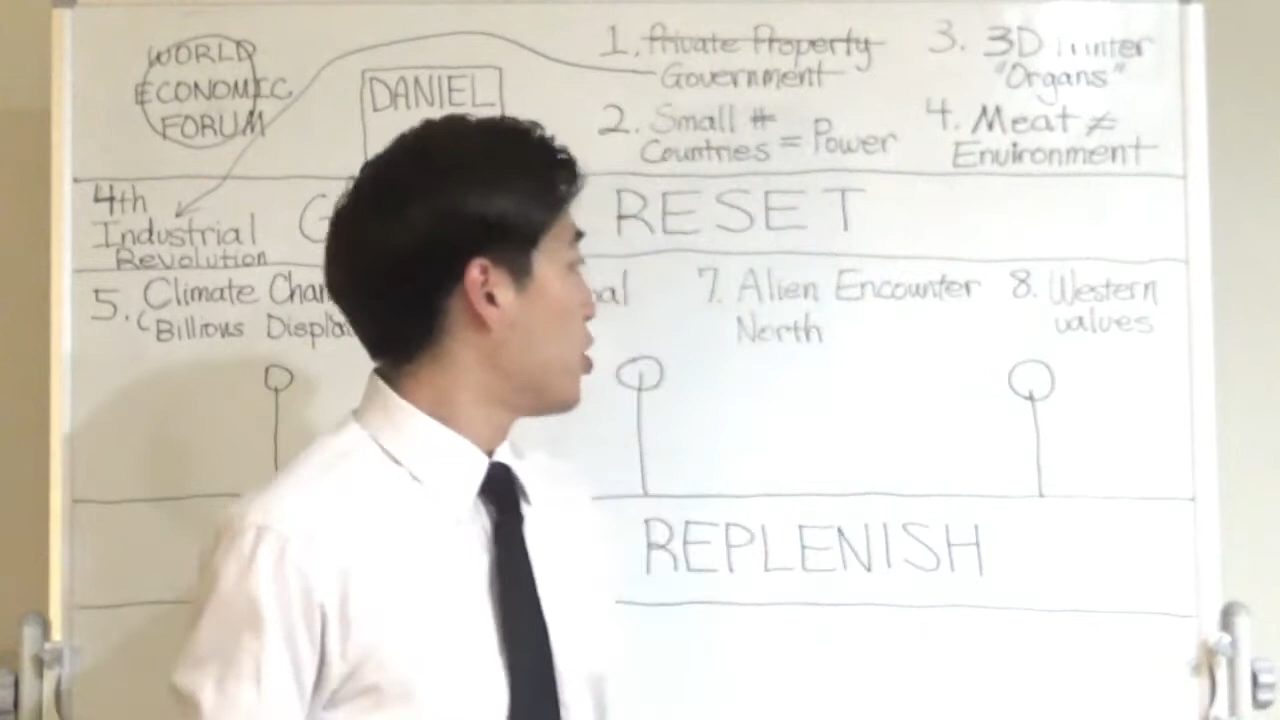 WORLD
ECONOMIC
FORUM
DANIEL
1. Private Property
Government
2. Small #
Countries = Power
3. 3D
"Organs"
4. Meat ≠
Environment
4th
Industrial
Revolution
RESET
5. Climate
(Billions
7. Alien Encounter
North
8. Western
values
REPLENISH